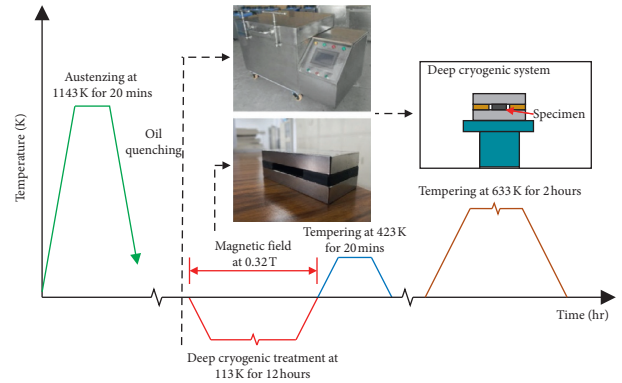 Temperature (K)
Austenzing at
1143 K for 20 mins
Oil
quenching
Deep cryogenic system
Specimen
Magnetic field
at 0.32 T
Tempering at 423 K
for 20 mins
Tempering at 633 K for 2 hours
Deep cryogenic treatment at
113 K for 12 hours
Time (hr)